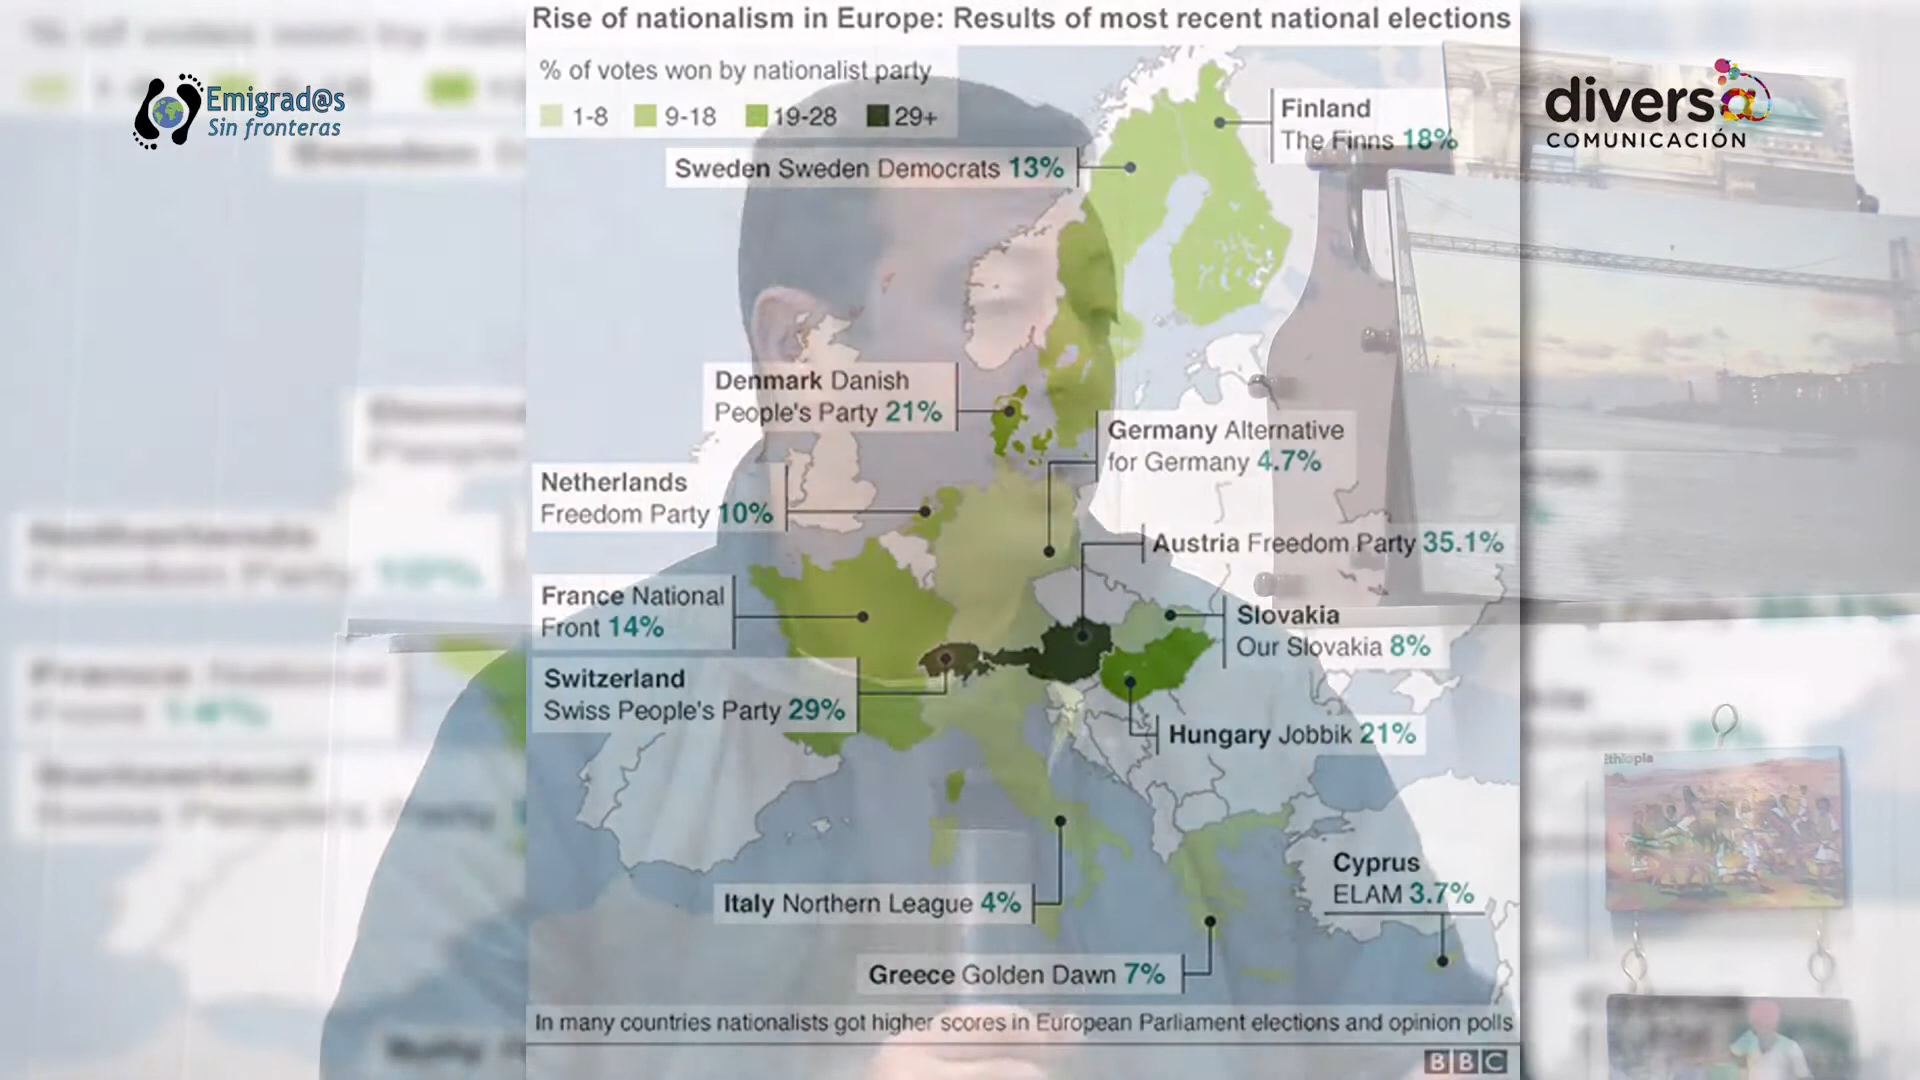 Rise of nationalism in Europe: Results of most recent national elections
% of votes won by nationalist party
1-8 9-18 19-28 29+
Emigrad@s
Sin fronteras
diversa
COMUNICACIÓN
Finland
The Finns 18%
Sweden Sweden Democrats 13%
Denmark Danish
People's Party 21%
Germany Alternative
for Germany 4.7%
Netherlands
Freedom Party 10%
Austria Freedom Party 35.1%
France National
Front 14%
Slovakia
Our Slovakia 8%
Switzerland
Swiss People's Party 29%
Hungary Jobbik 21%
Ethiopia
Cyprus
ELAM 3.7%
Italy Northern League 4%
Greece Golden Dawn 7%
In many countries nationalists got higher scores in European Parliament elections and opinion polls
BBC